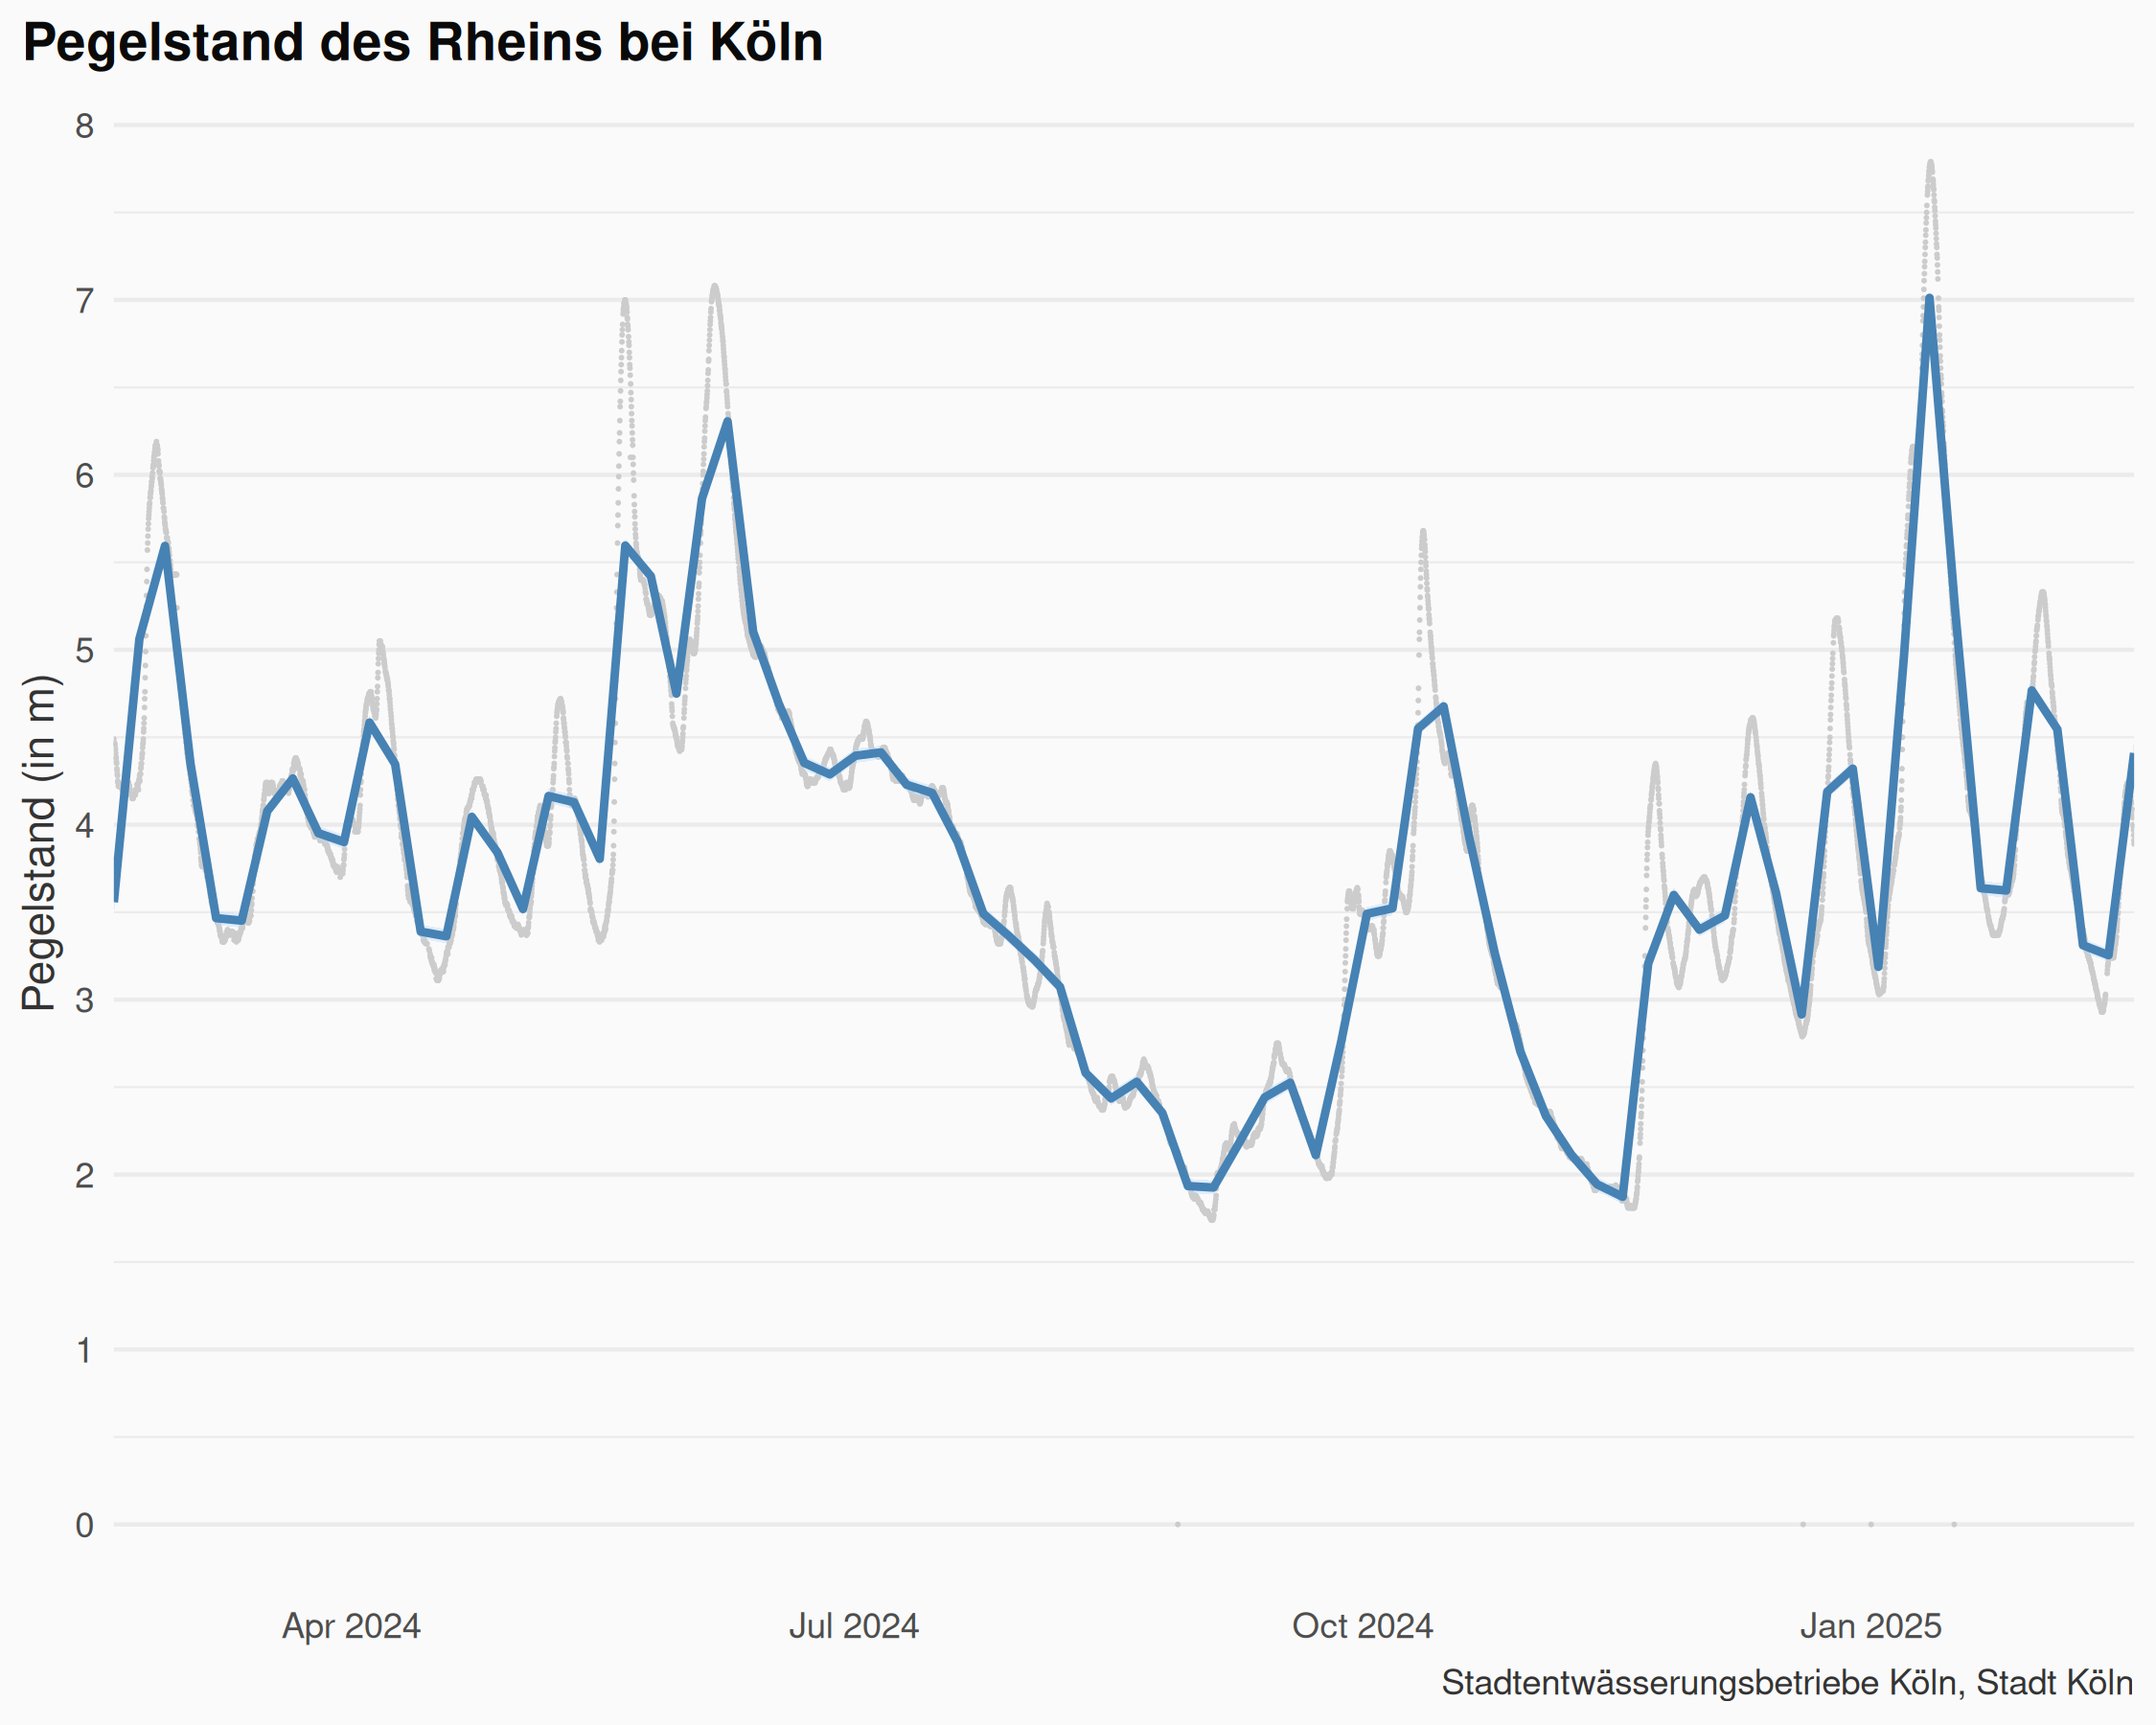 Pegelstand des Rheins bei Köln
Pegelstand (in m)
8
7
6
5
4
3
2
1
0
Apr 2024
Jul 2024
Oct 2024
Jan 2025
Stadtentwässerungsbetriebe Köln, Stadt Köln